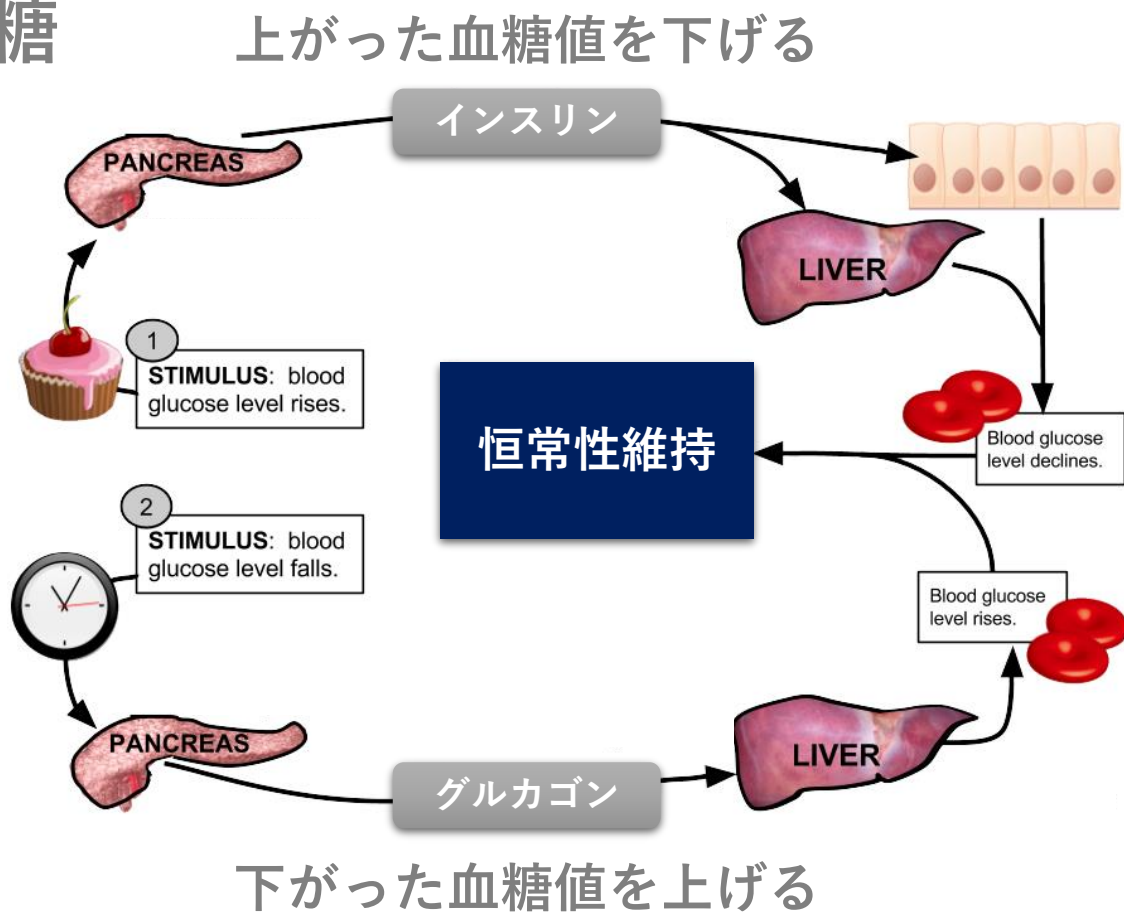 糖
上がった血糖値を下げる
インスリン
PANCREAS
LIVER
1
STIMULUS: blood
glucose level rises.
恒常性維持
Blood glucose
level declines.
2
STIMULUS: blood
glucose level falls.
Blood glucose
level rises.
PANCREAS
LIVER
グルカゴン
下がった血糖値を上げる